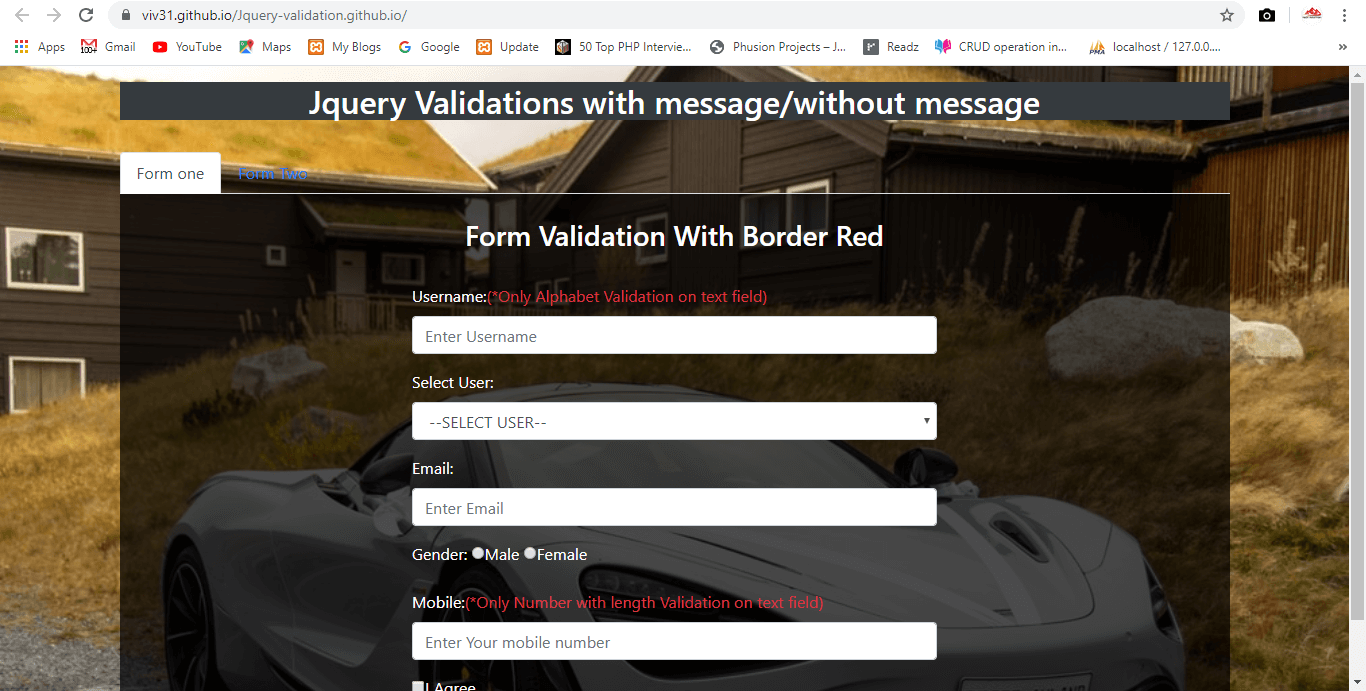 viv31.github.io/Jquery-validation.github.io/
Apps Gmail YouTube Maps My Blogs Google Update 50 Top PHP Intervie... Phusion Projects – J... Readz CRUD operation in... localhost / 127.0.0.... »
Jquery Validations with message/without message
Form one Form Two
Form Validation With Border Red
Username:(*Only Alphabet Validation on text field)
Enter Username
Select User:
--SELECT USER--
Email:
Enter Email
Gender: Male Female
Mobile:(*Only Number with length Validation on text field)
Enter Your mobile number
I Agree